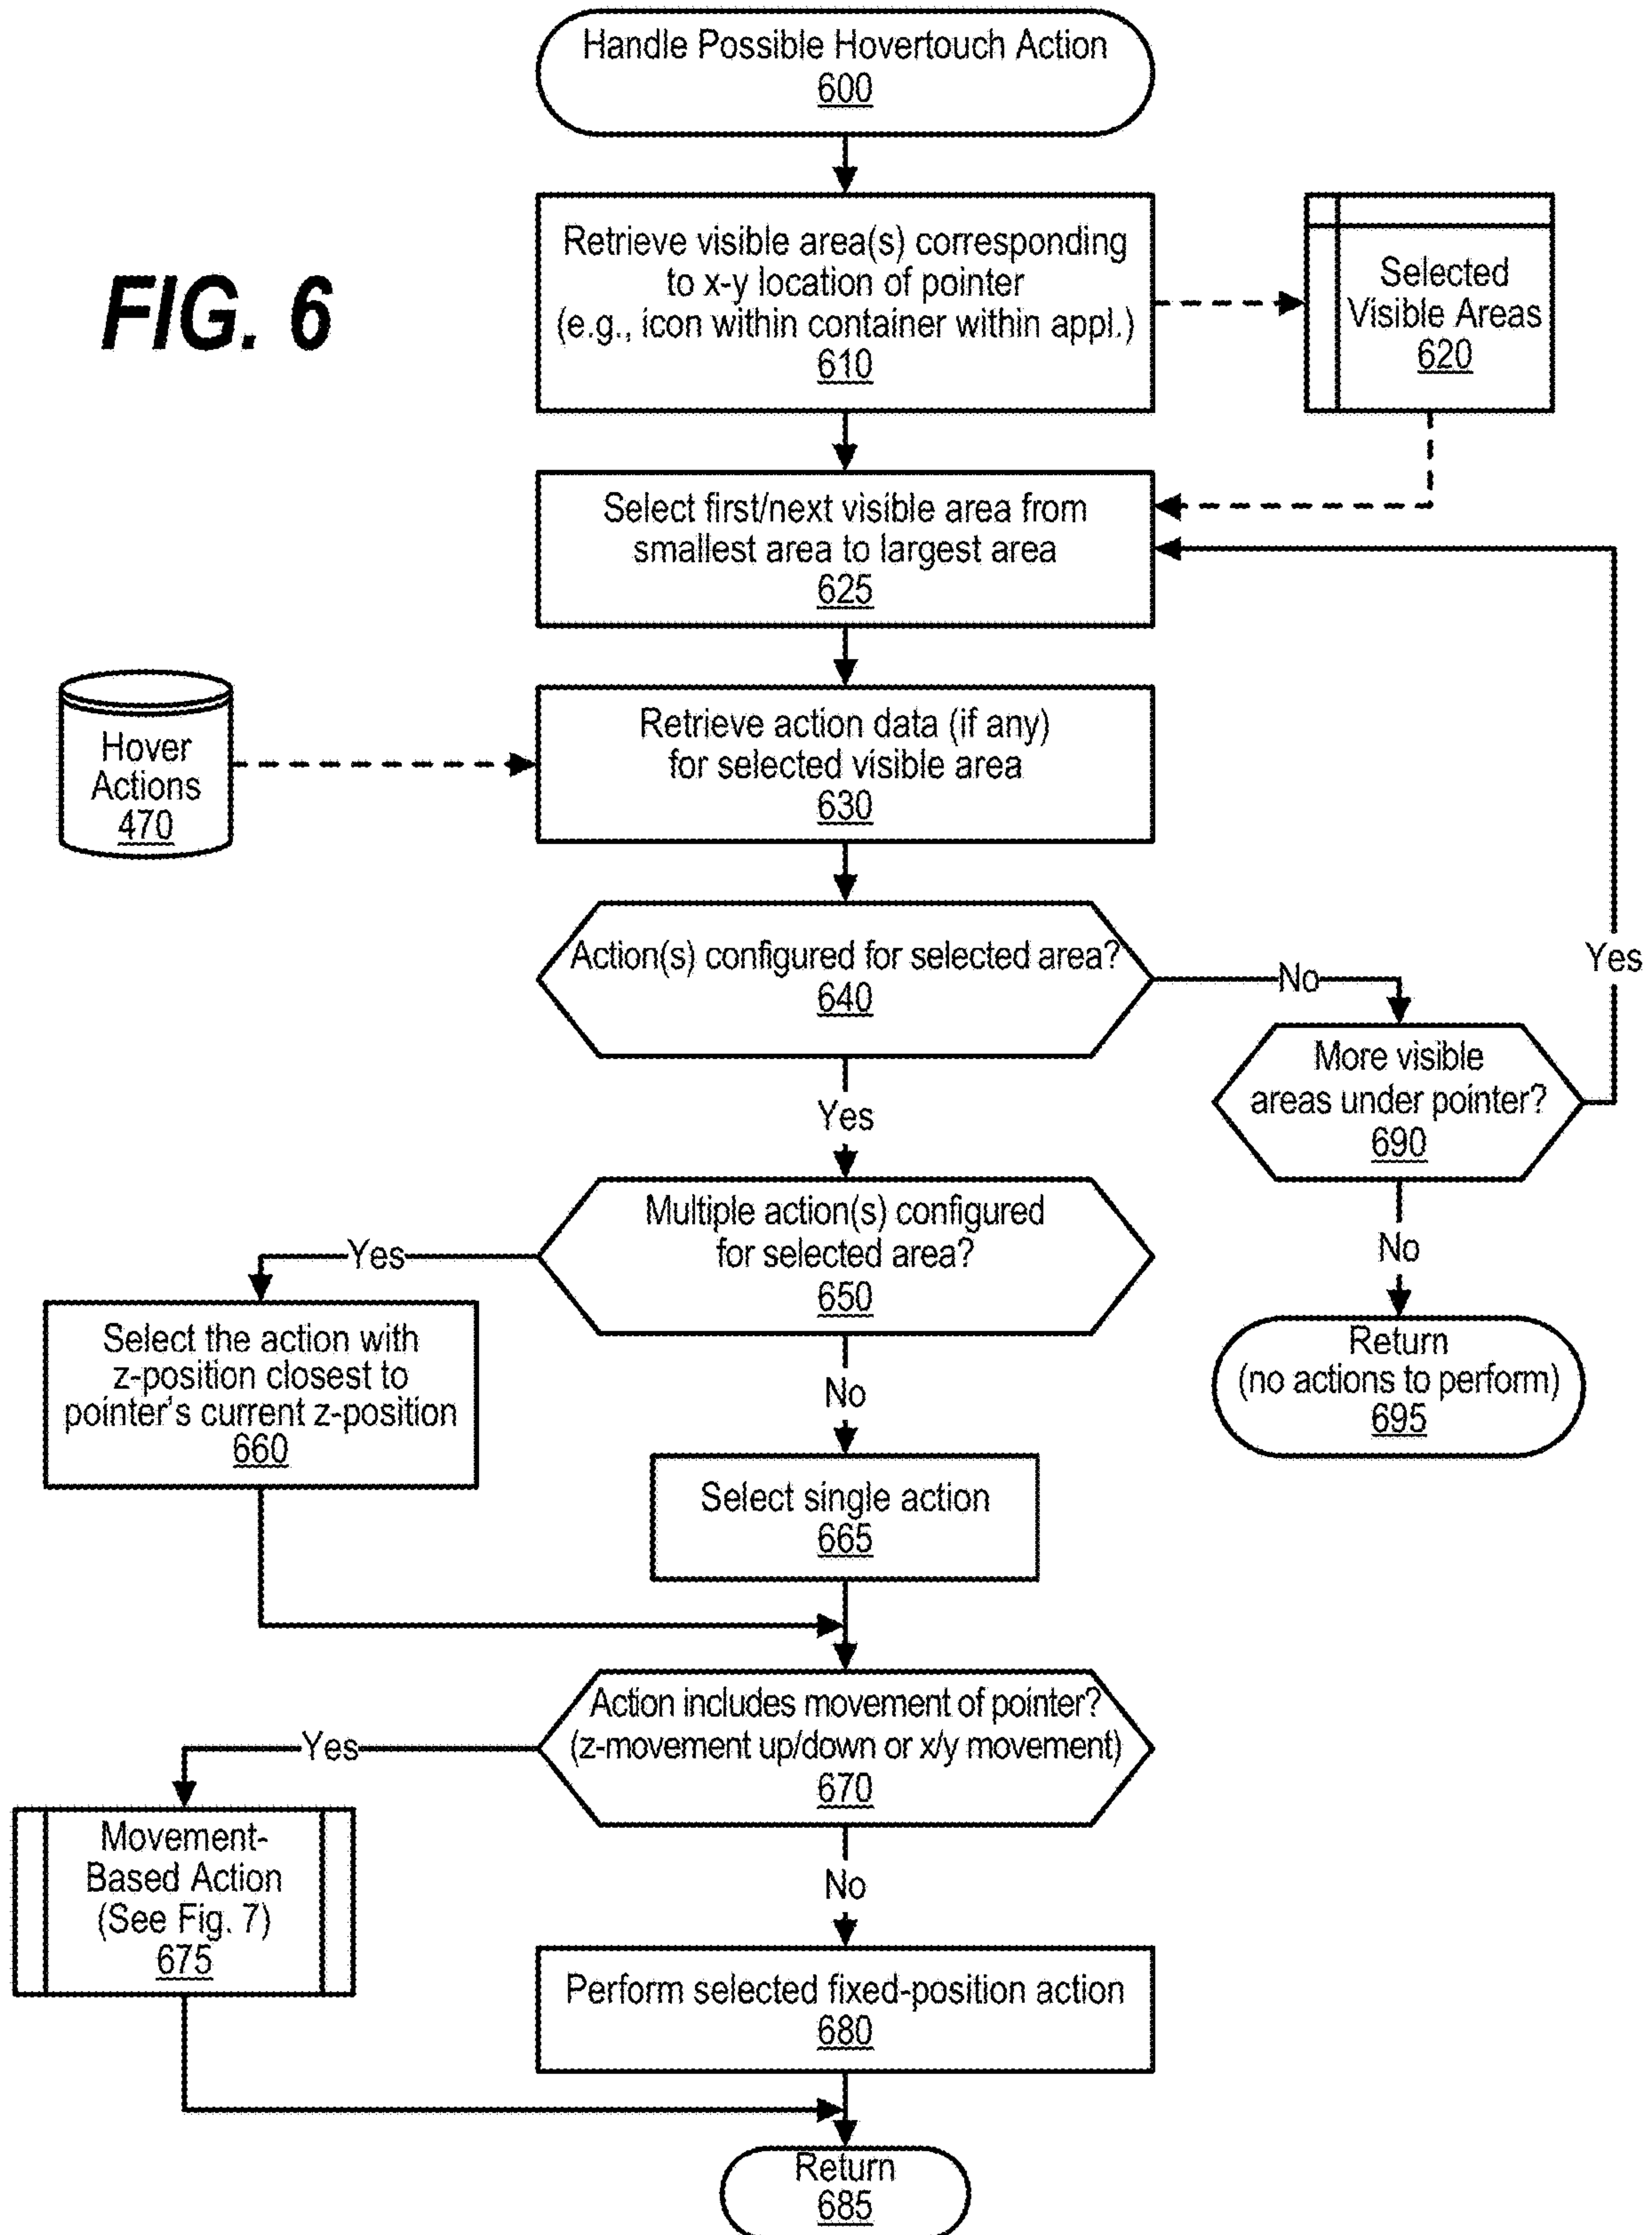 Handle Possible Hovertouch Action
600
FIG. 6
Retrieve visible area(s) corresponding
to x-y location of pointer
(e.g., icon within container within appl.)
610
Selected
Visible Areas
620
Select first/next visible area from
smallest area to largest area
625
Hover
Actions
470
Retrieve action data (if any)
for selected visible area
630
Action(s) configured for selected area?
640
No
Yes
More visible
areas under pointer?
690
Yes
No
Multiple action(s) configured
for selected area?
650
Yes
Select the action with
z-position closest to
pointer's current z-position
660
No
Return
(no actions to perform)
695
Select single action
665
Action includes movement of pointer?
(z-movement up/down or x/y movement)
670
Yes
Movement-
Based Action
(See Fig. 7)
675
No
Perform selected fixed-position action
680
Return
685